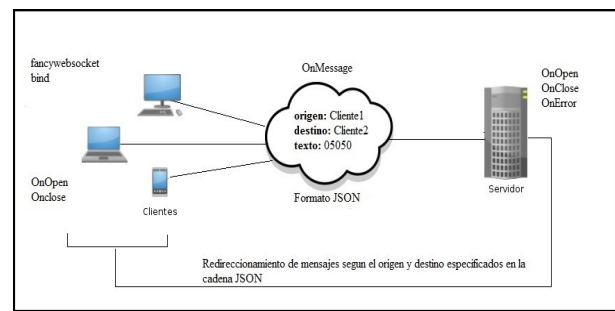 fancywebsocket
bind
OnMessage
OnOpen
OnClose
OnError
origen: Cliente1
destino: Cliente2
texto: 05050
OnOpen
Onclose
Clientes
Formato JSON
Servidor
Redireccionamiento de mensajes segun el origen y destino especificados en la
cadena JSON